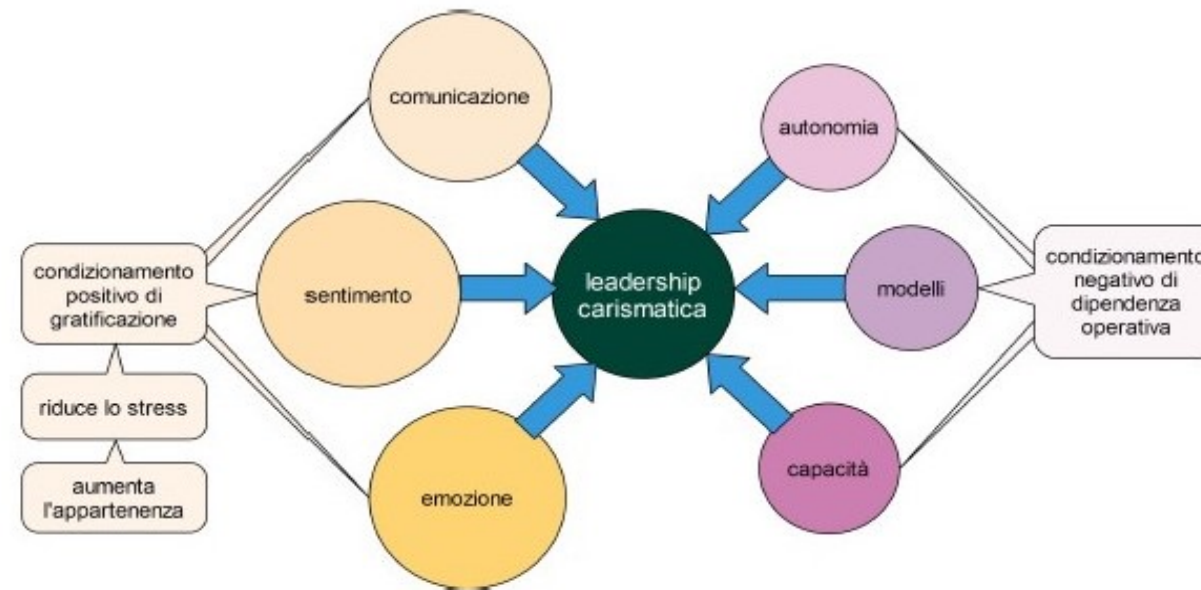 comunicazione
autonomia
condizionamento
positivo di
gratificazione
sentimento
leadership
carismatica
modelli
condizionamento
negativo di
dipendenza
operativa
riduce lo stress
aumenta
l'appartenenza
emozione
capacità